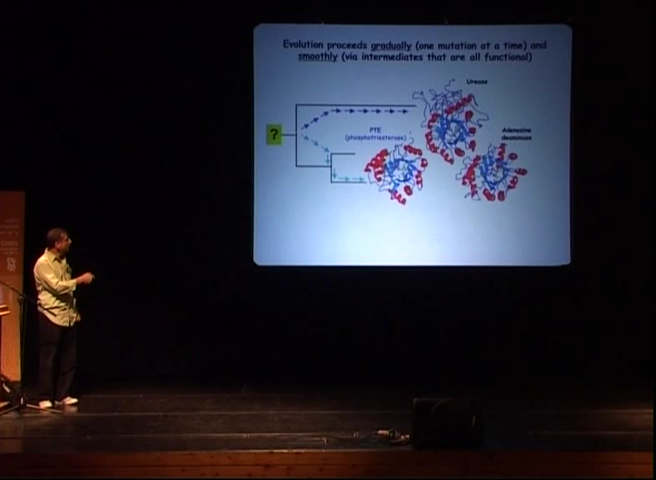 Evolution proceeds gradually (one mutation at a time) and
smoothly (via intermediates that are all functional)
Urease
PTE
(phosphotriesterase)
Adenosine
deaminase
?